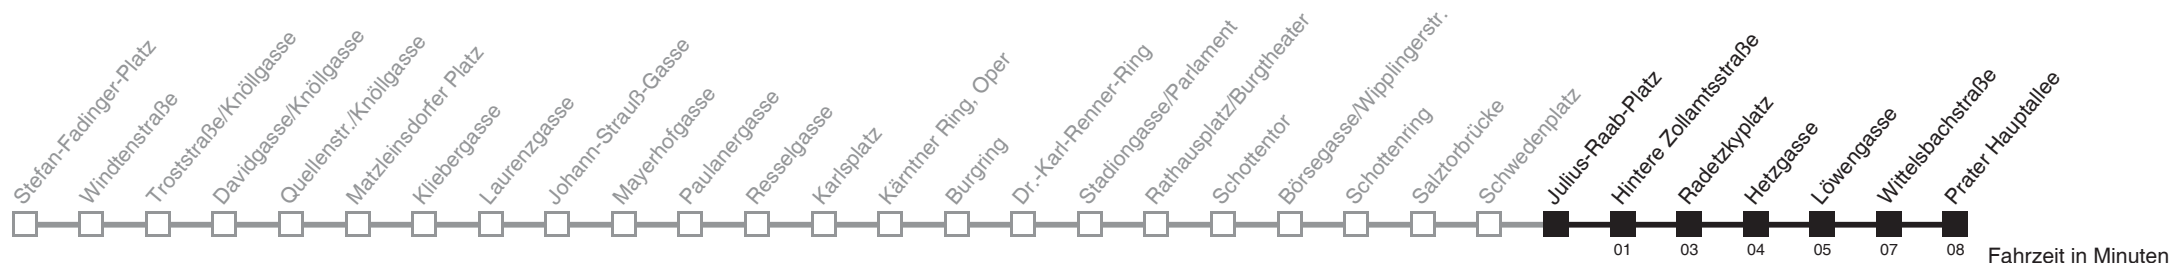 Stefan-Fadinger-Platz
Windtenstraße
Troststraße/Knöllgasse
Davidgasse/Knöllgasse
Quellenstr./Knöllgasse
Matzleinsdorfer Platz
Kliebergasse
Laurenzgasse
Johann-Strauß-Gasse
Mayerhofgasse
Paulanergasse
Resselgasse
Karlsplatz
Kärntner Ring, Oper
Burgring
Dr.-Karl-Renner-Ring
Stadiongasse/Parlament
Rathausplatz/Burgtheater
Schottentor
Börsegasse/Wipplingerstr.
Schottenring
Salztorbrücke
Schwedenplatz
Julius-Raab-Platz
Hintere Zollamtsstraße
Radetzkyplatz
Hetzgasse
Löwengasse
Wittelsbachstraße
Prater Hauptallee
01 03 04 05 07 08 Fahrzeit in Minuten